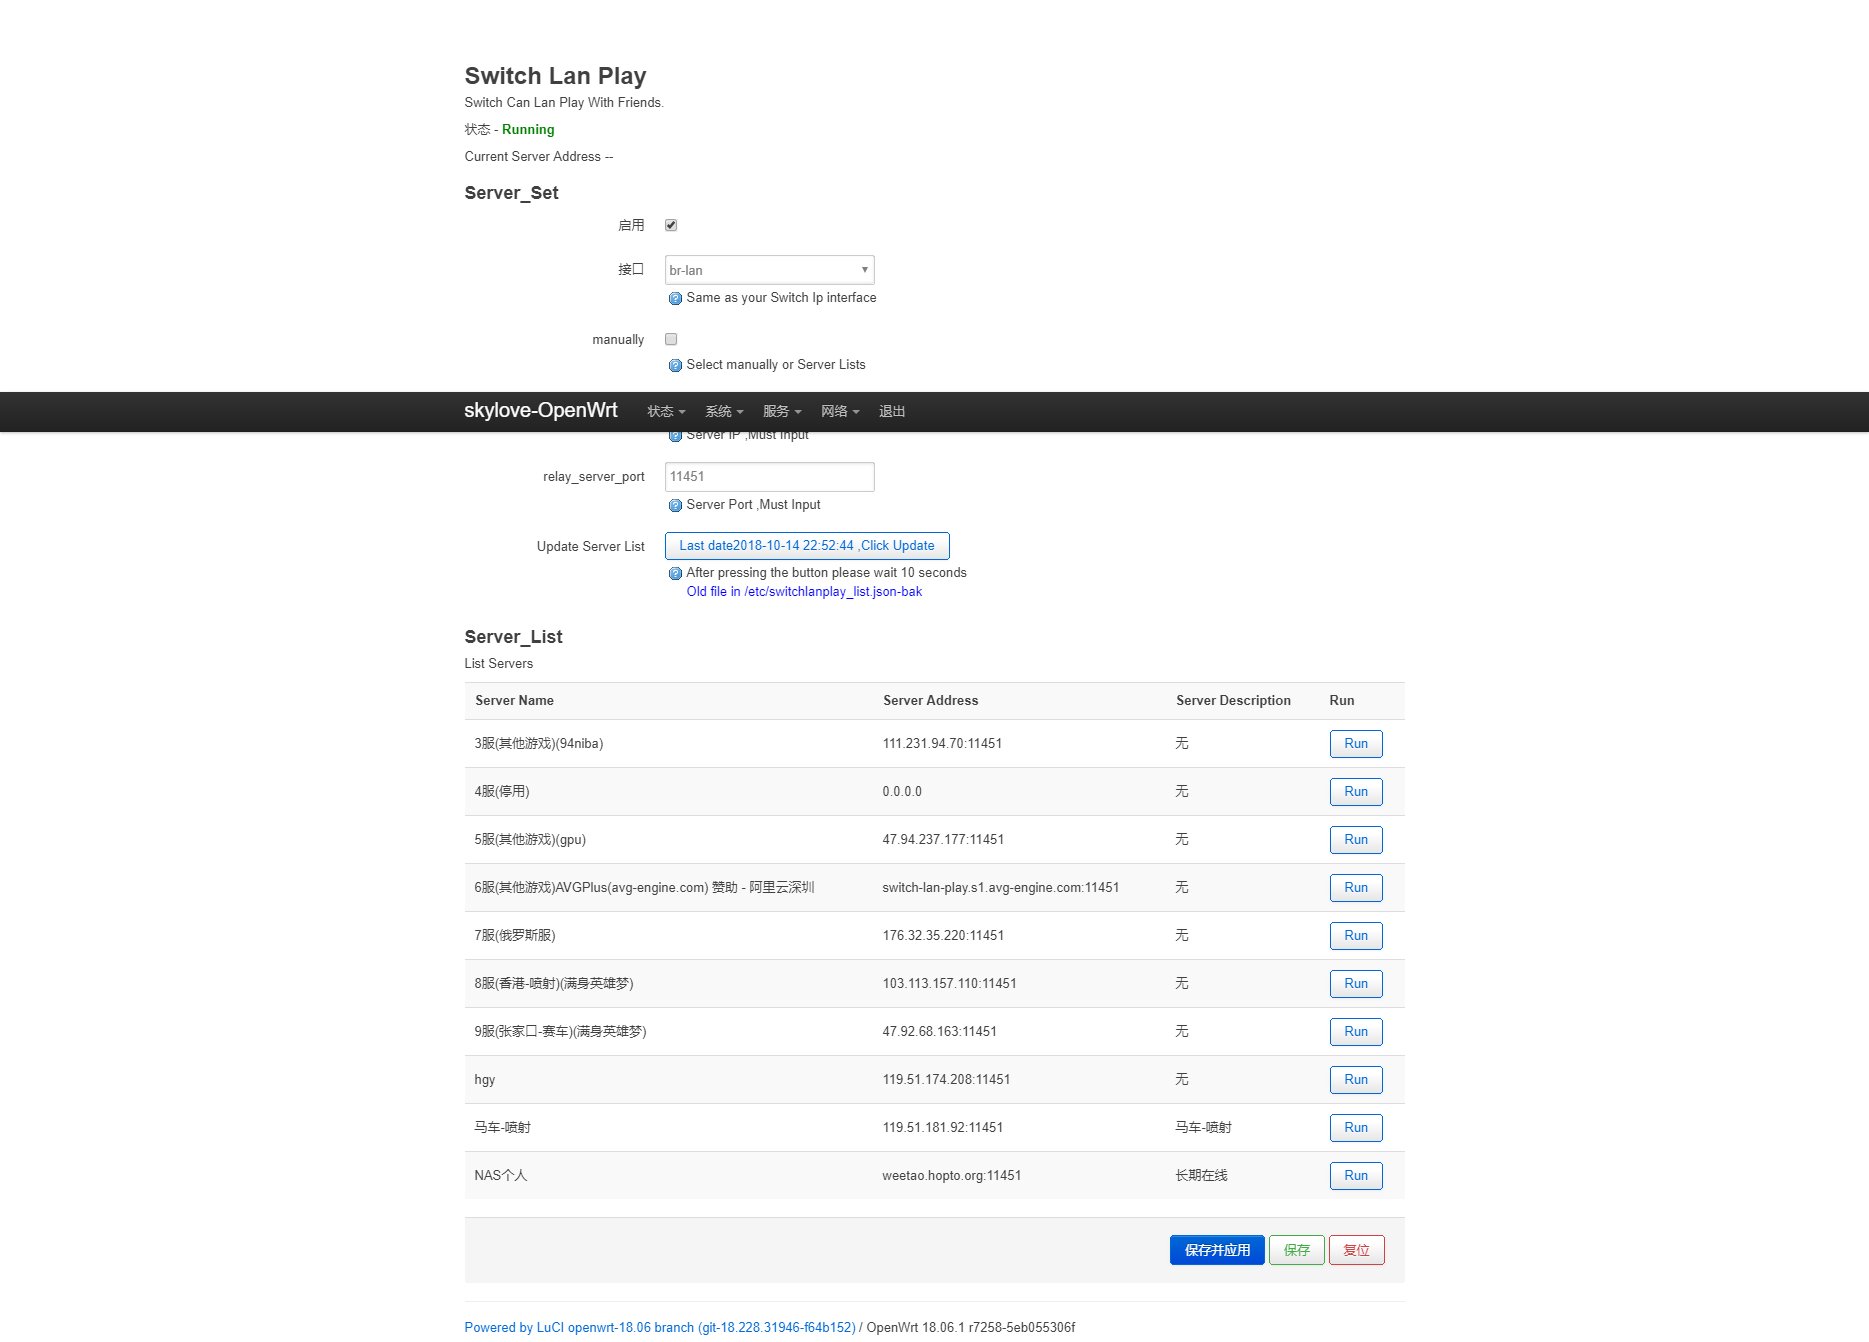 Switch Lan Play
Switch Can Lan Play With Friends.
状态 - Running
Current Server Address --
Server_Set
启用
接口 br-lan
Same as your Switch Ip interface
manually
Select manually or Server Lists
skylove-OpenWrt 状态 系统 服务 网络 退出
Server IP ,Must Input
relay_server_port 11451
Server Port ,Must Input
Update Server List Last date2018-10-14 22:52:44 ,Click Update
After pressing the button please wait 10 seconds
Old file in /etc/switchlanplay_list.json-bak
Server_List
List Servers
Server Name Server Address Server Description Run
3服(其他游戏)(94niba) 111.231.94.70:11451 无 Run
4服(停用) 0.0.0.0 无 Run
5服(其他游戏)(gpu) 47.94.237.177:11451 无 Run
6服(其他游戏)AVGPlus(avg-engine.com) 赞助 - 阿里云深圳 switch-lan-play.s1.avg-engine.com:11451 无 Run
7服(俄罗斯服) 176.32.35.220:11451 无 Run
8服(香港-喷射)(满身英雄梦) 103.113.157.110:11451 无 Run
9服(张家口-赛车)(满身英雄梦) 47.92.68.163:11451 无 Run
hgy 119.51.174.208:11451 无 Run
马车-喷射 119.51.181.92:11451 马车-喷射 Run
NAS个人 weetao.hopto.org:11451 长期在线 Run
保存并应用 保存 复位
Powered by LuCI openwrt-18.06 branch (git-18.228.31946-f64b152) / OpenWrt 18.06.1 r7258-5eb055306f